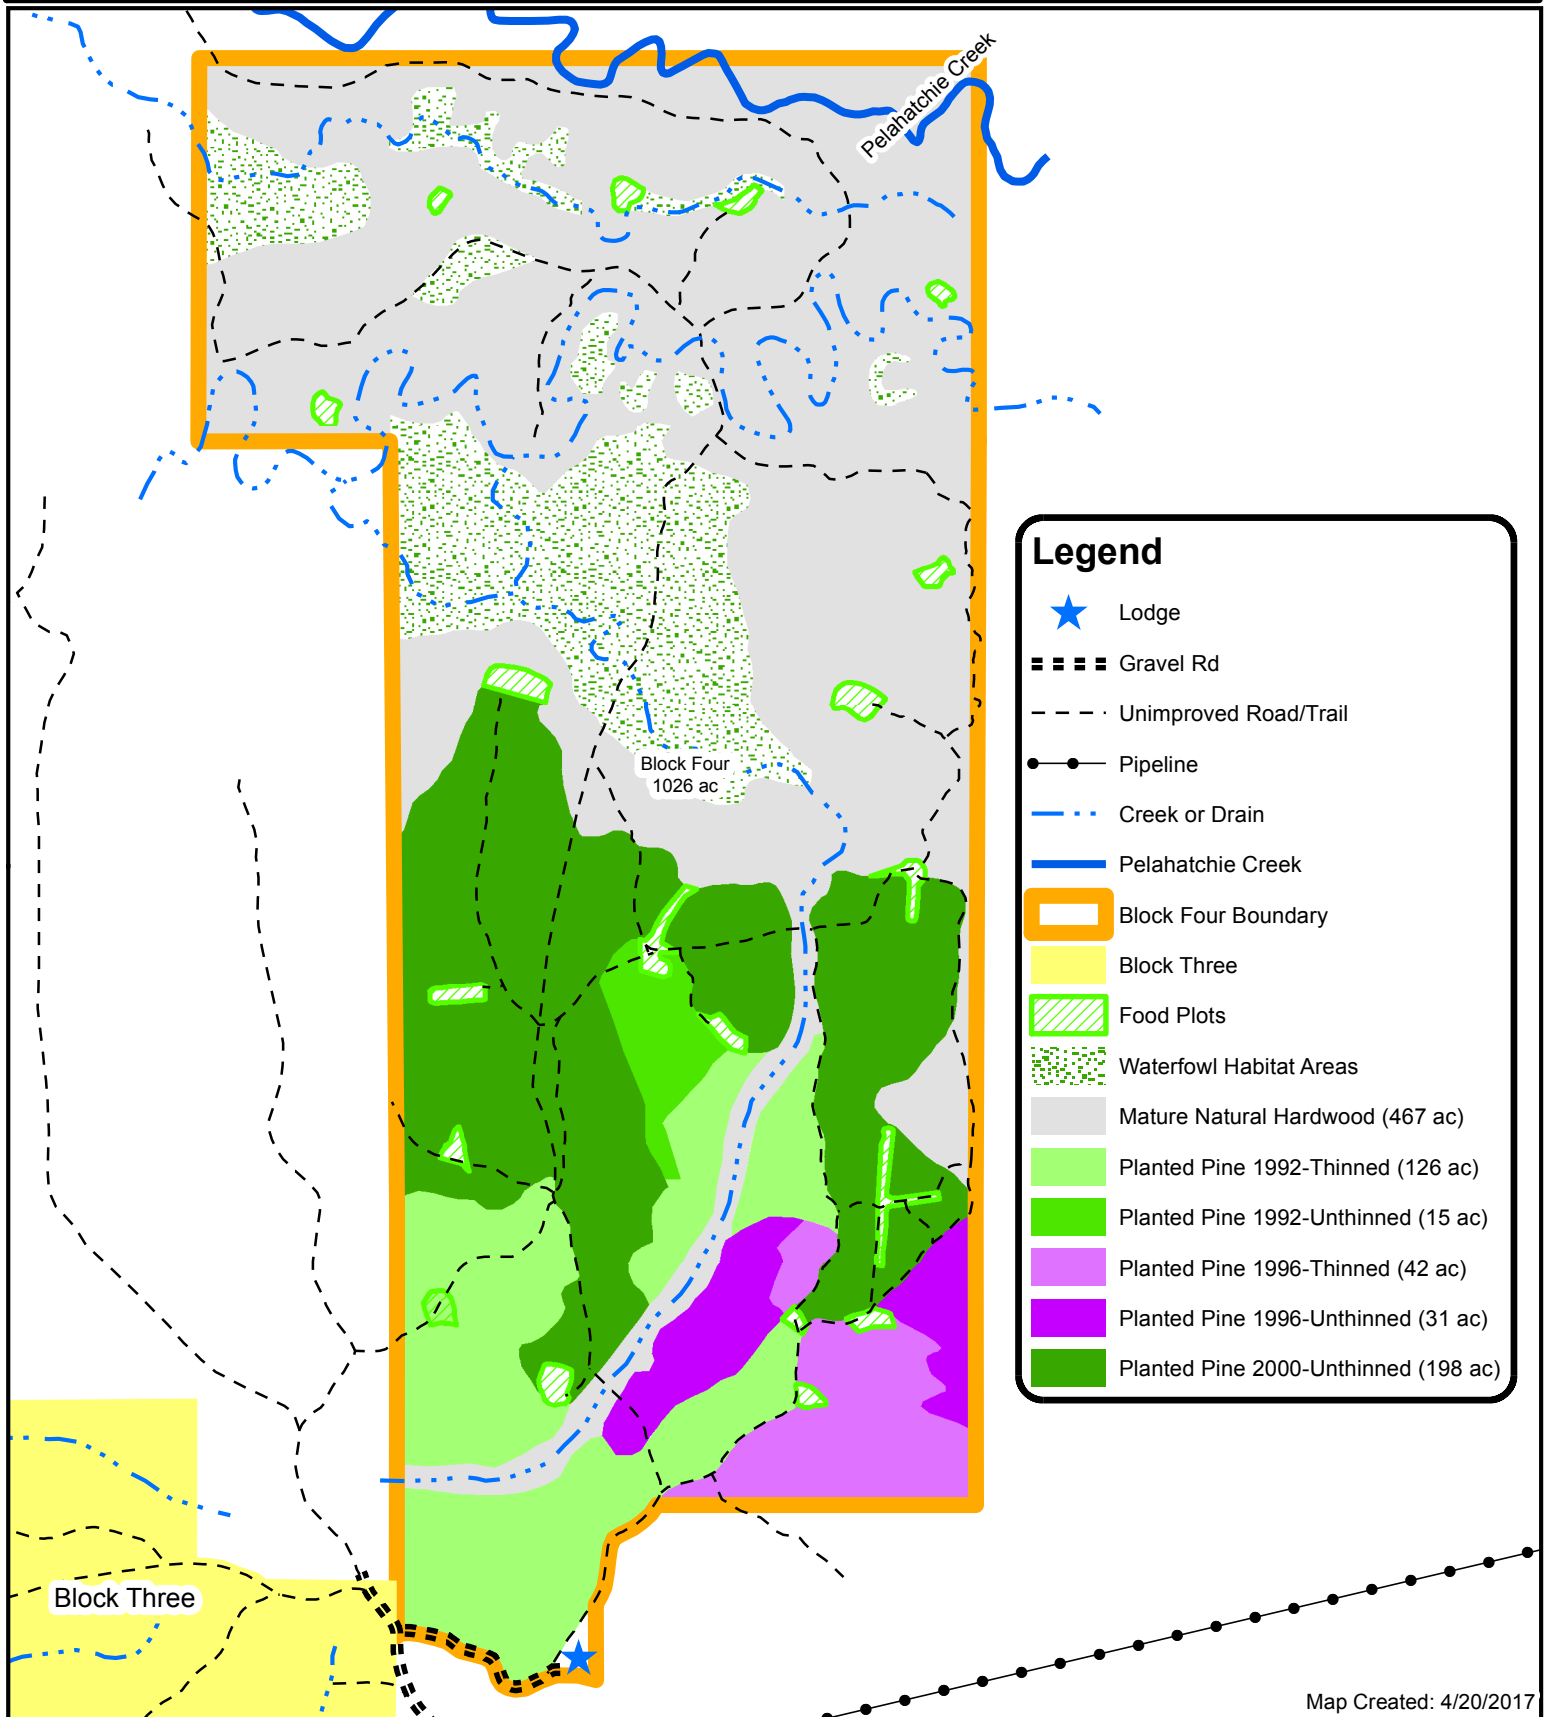 Pelahatchie Creek
Legend
Lodge
Gravel Rd
Unimproved Road/Trail
Pipeline
Creek or Drain
Pelahatchie Creek
Block Four Boundary
Block Three
Food Plots
Waterfowl Habitat Areas
Mature Natural Hardwood (467 ac)
Planted Pine 1992-Thinned (126 ac)
Planted Pine 1992-Unthinned (15 ac)
Planted Pine 1996-Thinned (42 ac)
Planted Pine 1996-Unthinned (31 ac)
Planted Pine 2000-Unthinned (198 ac)
Block Four
1026 ac
Block Three
Map Created: 4/20/2017